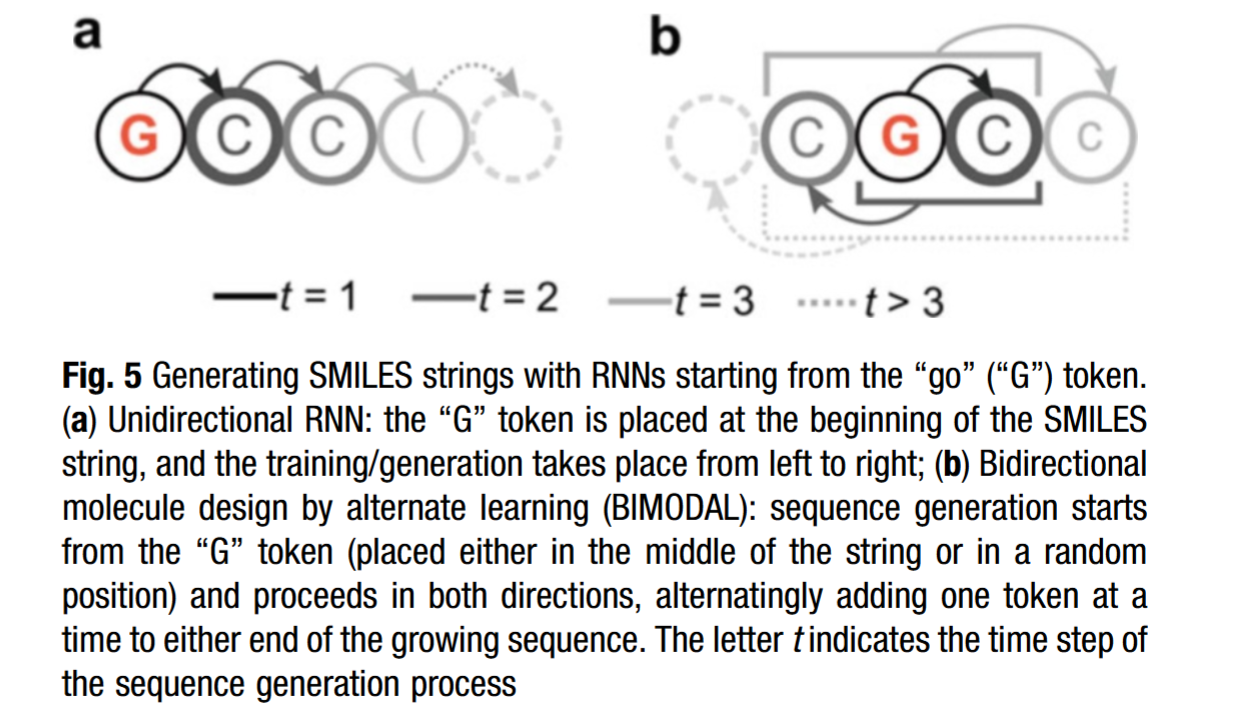 a
b
G C C (
C G C c
t = 1 t = 2 t = 3 t > 3
Fig. 5 Generating SMILES strings with RNNs starting from the “go” (“G”) token.
(a) Unidirectional RNN: the “G” token is placed at the beginning of the SMILES
string, and the training/generation takes place from left to right; (b) Bidirectional
molecule design by alternate learning (BIMODAL): sequence generation starts
from the “G” token (placed either in the middle of the string or in a random
position) and proceeds in both directions, alternatingly adding one token at a
time to either end of the growing sequence. The letter t indicates the time step of
the sequence generation process